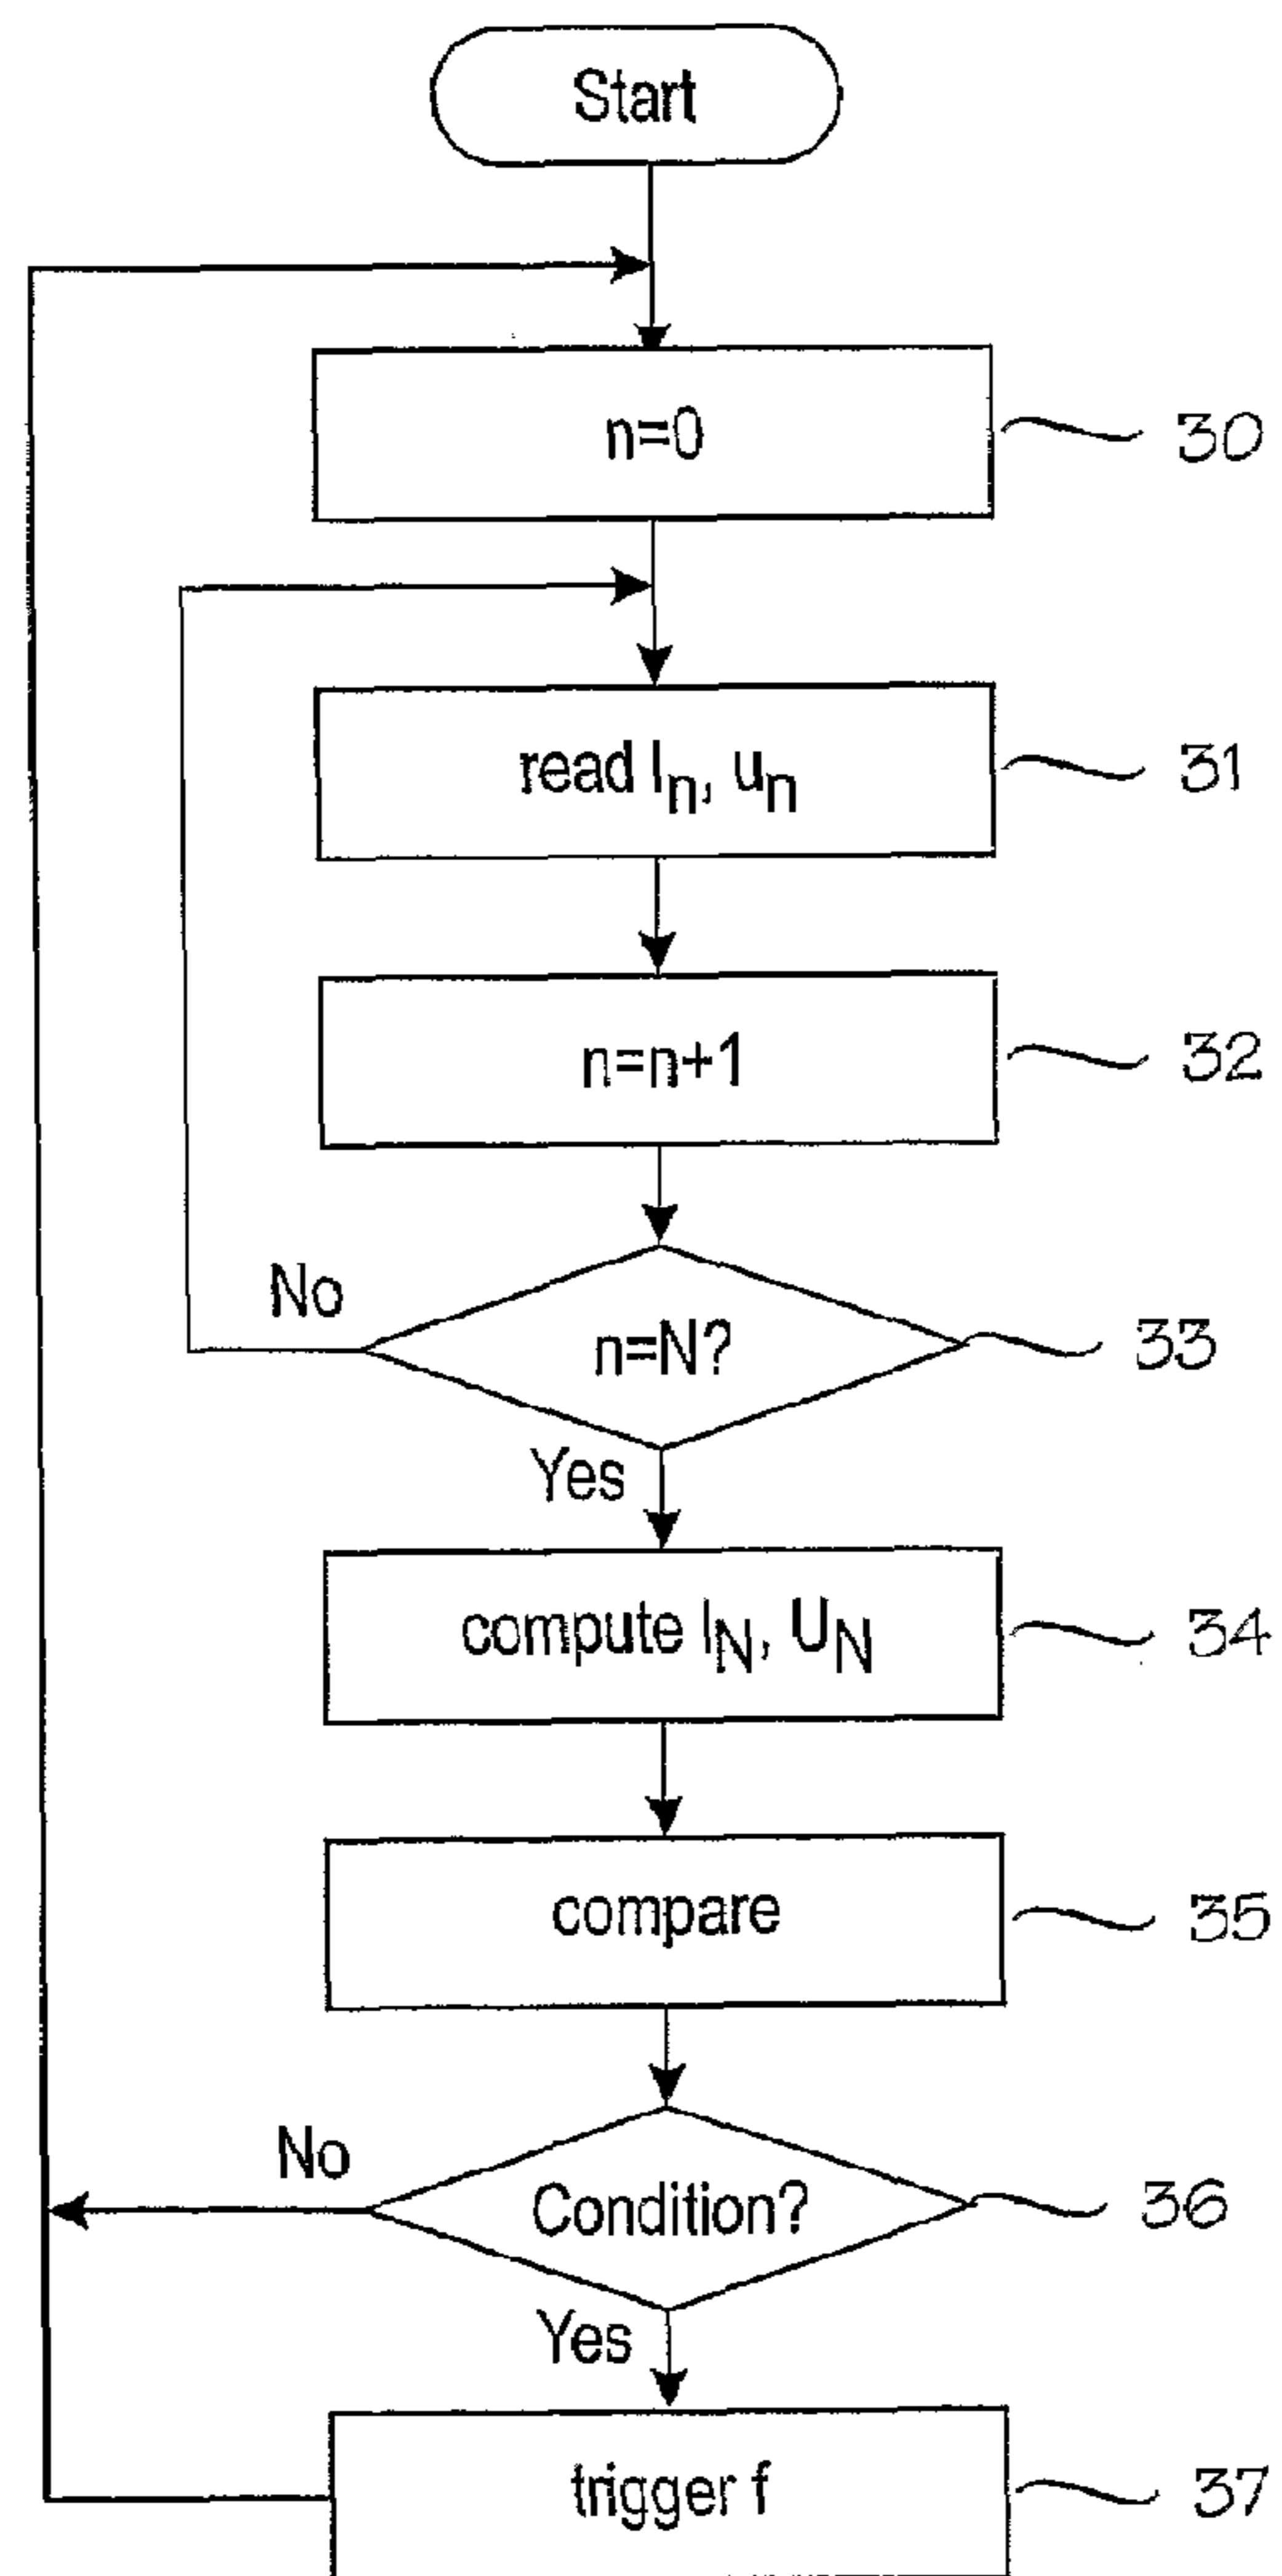 Start
n=0
30
read In, un
31
n=n+1
32
No
n=N?
33
Yes
compute IN, UN
34
compare
35
No
Condition?
36
Yes
trigger f
37